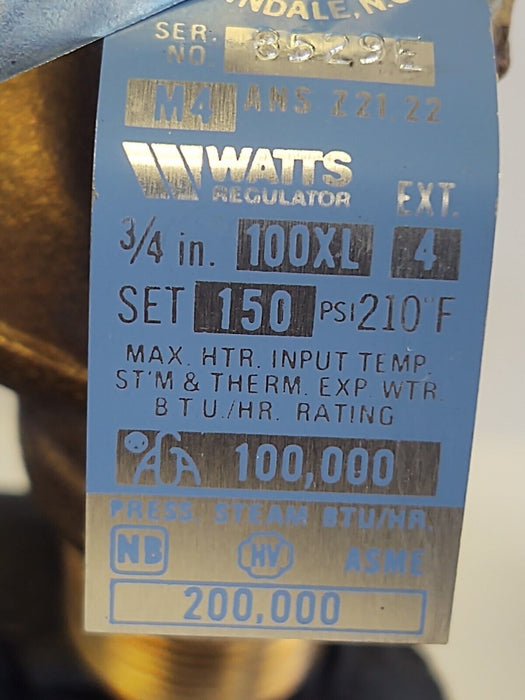 SER. NO 8529E
M4 ANS Z21.22
WATTS
REGULATOR
EXT.
3/4 in. 100XL 4
SET 150 PSI 210°F
MAX. HTR. INPUT TEMP.
ST'M & THERM. EXP. WTR.
BTU./HR. RATING
AGA 100,000
PRESS STEAM BTU/HR.
NB HV ASME
200,000